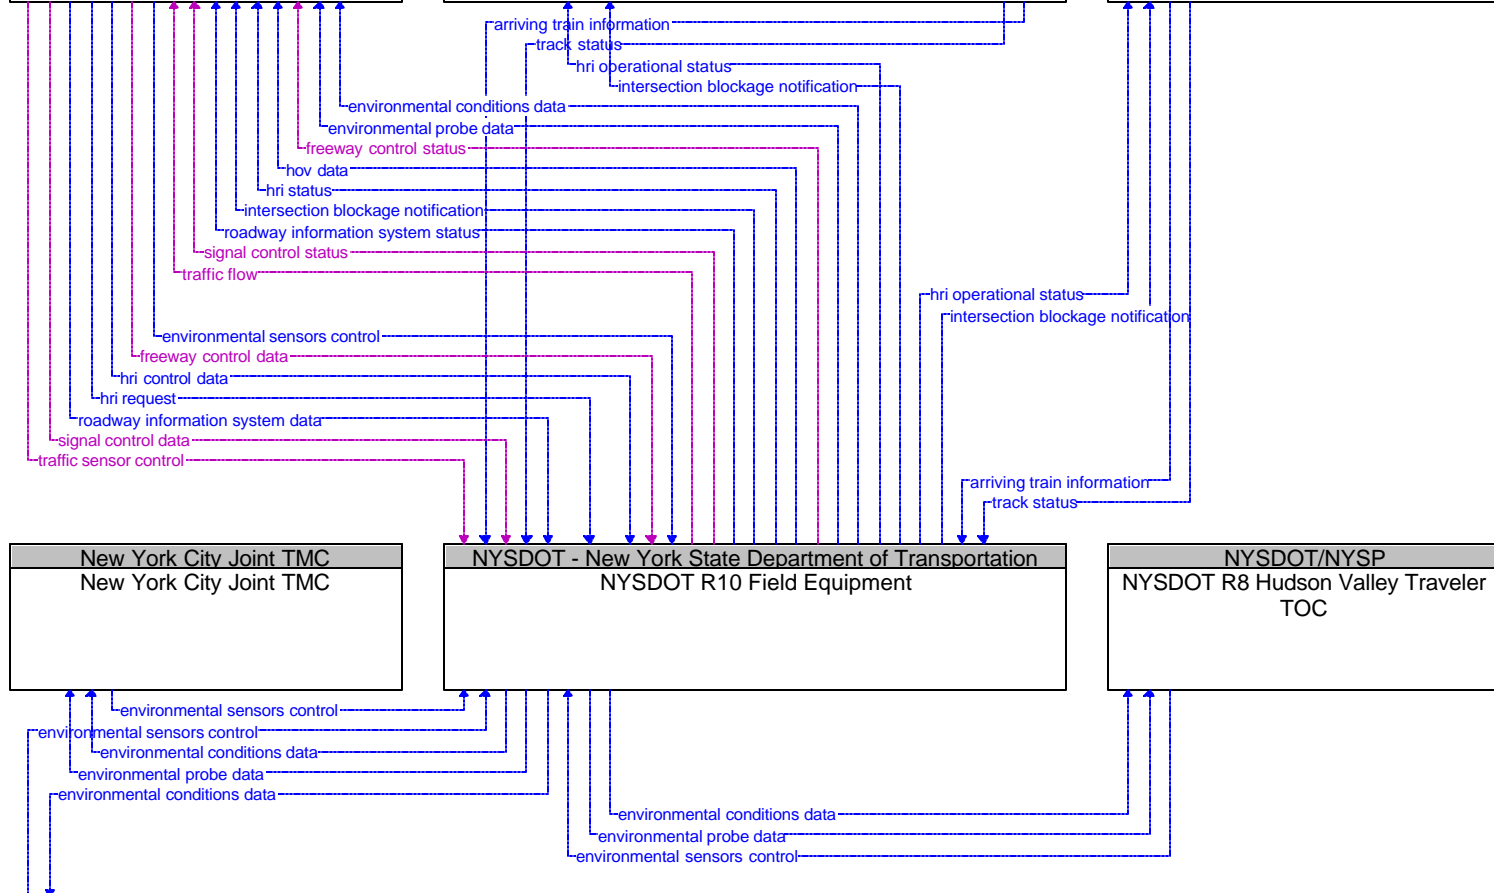 arriving train information
track status
hri operational status
intersection blockage notification
environmental conditions data
environmental probe data
freeway control status
hov data
hri status
intersection blockage notification
roadway information system status
signal control status
traffic flow
hri operational status
intersection blockage notification
environmental sensors control
freeway control data
hri control data
hri request
roadway information system data
signal control data
traffic sensor control
arriving train information
track status
New York City Joint TMC
New York City Joint TMC
NYSDOT - New York State Department of Transportation
NYSDOT R10 Field Equipment
NYSDOT/NYSP
NYSDOT R8 Hudson Valley Traveler
TOC
environmental sensors control
environmental sensors control
environmental conditions data
environmental probe data
environmental conditions data
environmental conditions data
environmental probe data
environmental sensors control